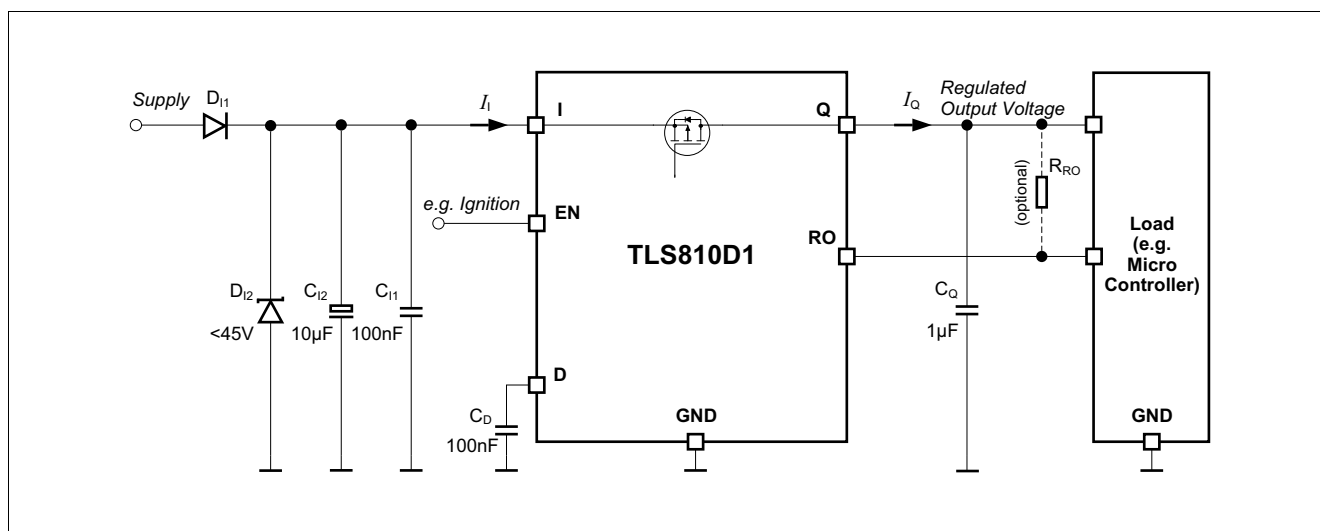 Supply
D_I1
I_I
I
Q
I_Q
Regulated
Output Voltage
R_RO
(optional)
e.g. Ignition
EN
RO
TLS810D1
Load
(e.g.
Micro
Controller)
D_I2
<45V
C_I2
10µF
C_I1
100nF
C_Q
1µF
D
C_D
100nF
GND
GND